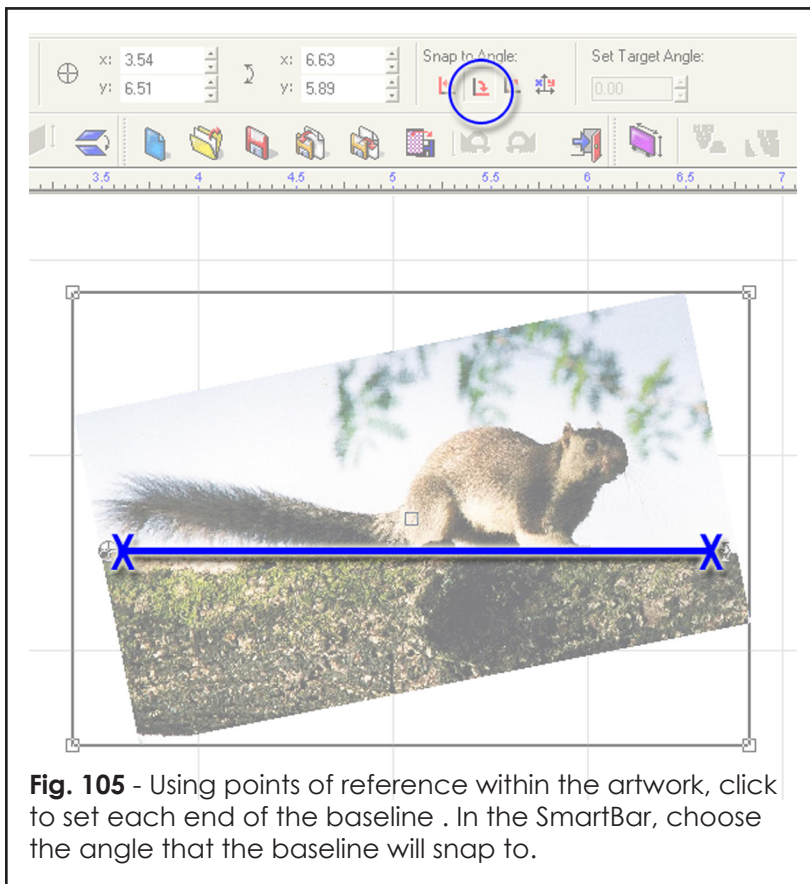 x: 3.54 x: 6.63 Snap to Angle: Set Target Angle:
y: 6.51 y: 5.89 0.00
3.5 4 4.5 5 5.5 6 6.5 7
X X
Fig. 105 - Using points of reference within the artwork, click
to set each end of the baseline . In the SmartBar, choose
the angle that the baseline will snap to.